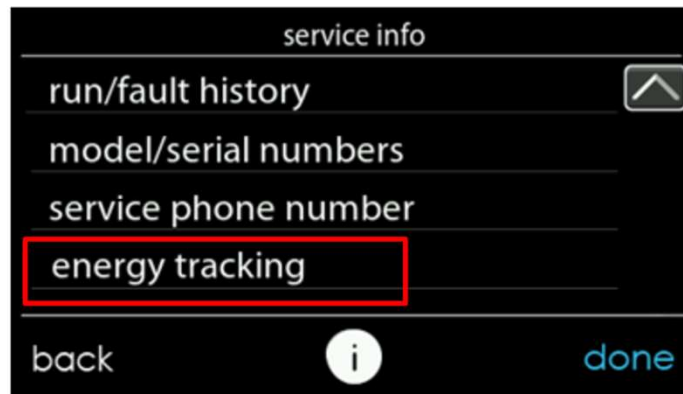 service info
run/fault history
model/serial numbers
service phone number
energy tracking
back
i
done